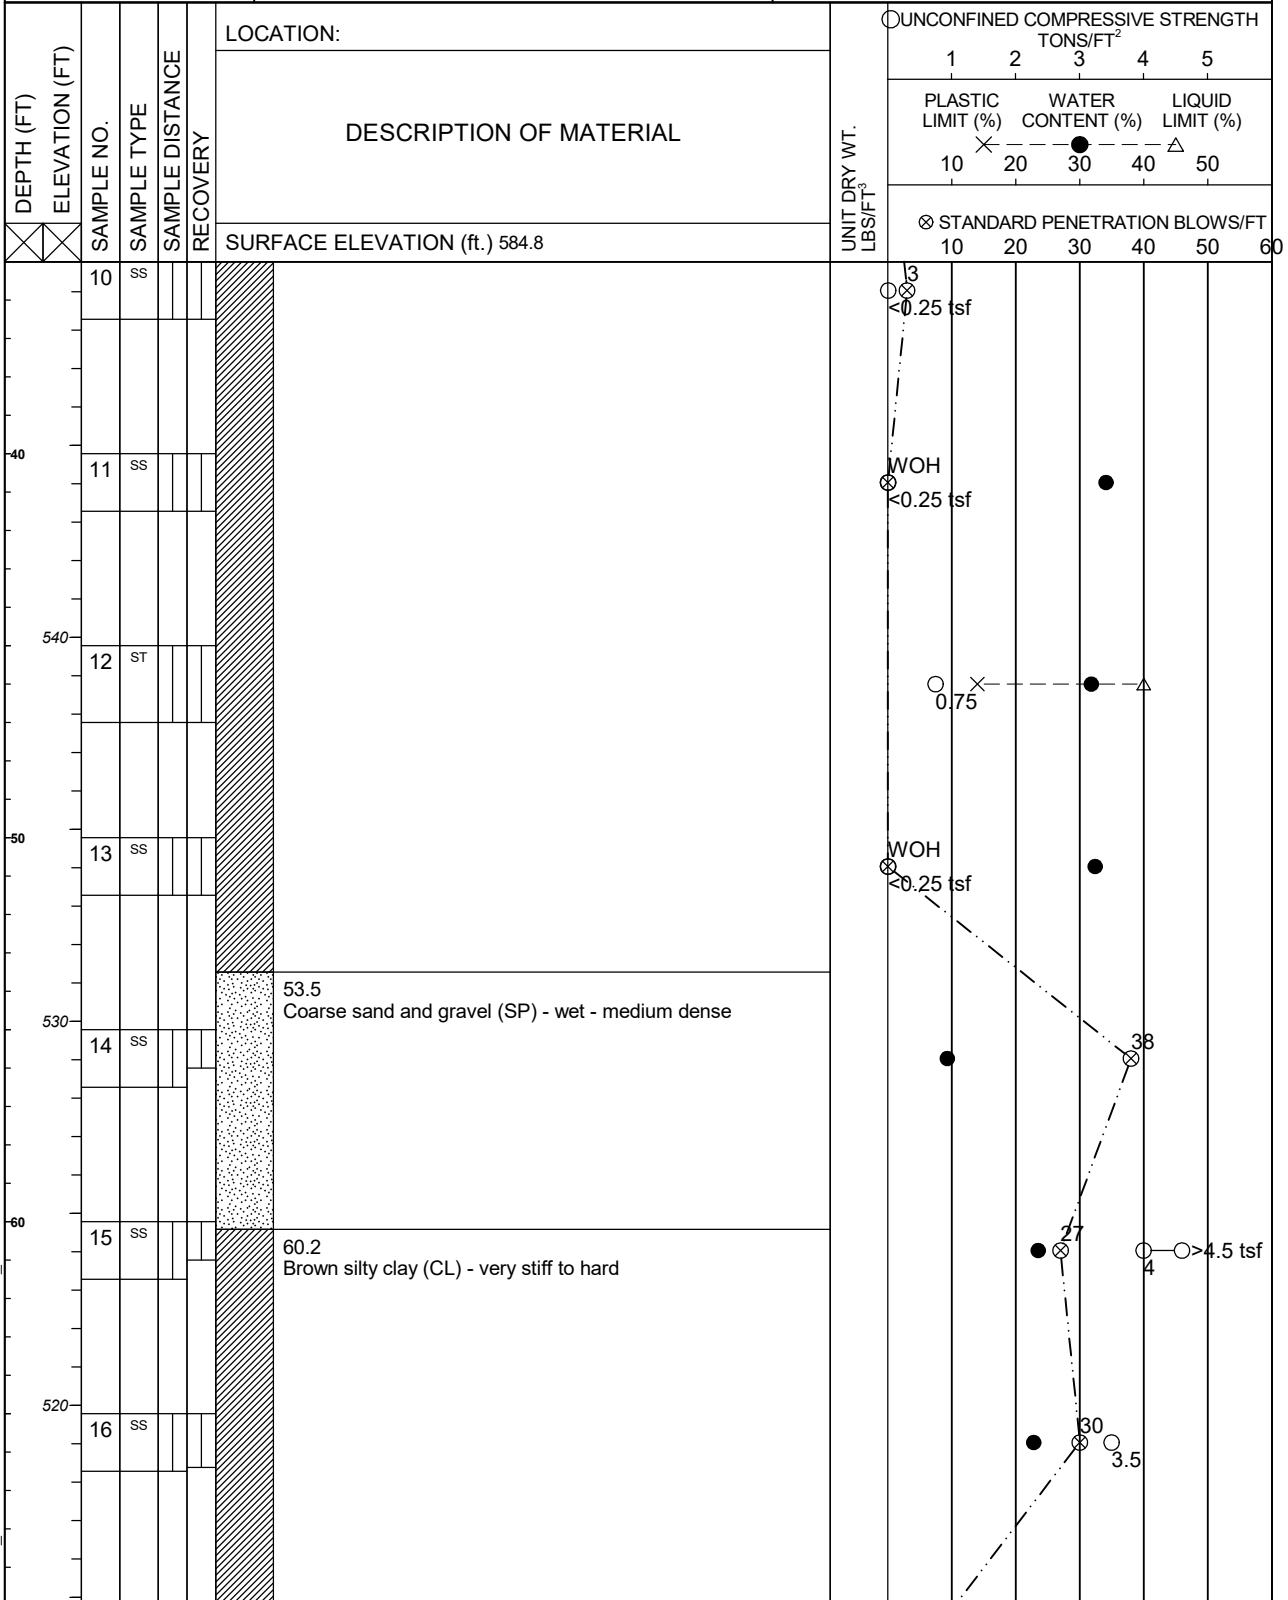 DEPTH (FT)
ELEVATION (FT)
SAMPLE NO.
SAMPLE TYPE
SAMPLE DISTANCE
RECOVERY
LOCATION:
DESCRIPTION OF MATERIAL
SURFACE ELEVATION (ft.) 584.8
UNIT DRY WT.
LBS/FT³
UNCONFINED COMPRESSIVE STRENGTH
TONS/FT²
1 2 3 4 5
PLASTIC WATER LIQUID
LIMIT (%) CONTENT (%) LIMIT (%)
10 20 30 40 50
STANDARD PENETRATION BLOWS/FT
10 20 30 40 50 60
10 SS 3
<0.25 tsf
40
11 SS WOH
<0.25 tsf
540
12 ST
0.75
50
13 SS WOH
<0.25 tsf
53.5
Coarse sand and gravel (SP) - wet - medium dense
530
14 SS 38
60
15 SS 27
60.2
>4.5 tsf
4
Brown silty clay (CL) - very stiff to hard
520
16 SS 30
3.5